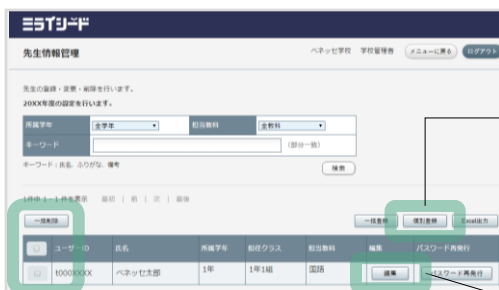 ミライシード
先生情報管理
ベネッセ学校 学校管理者 メニューに戻る ログアウト
先生の登録・変更・削除を行います。
20XX年度の設定を行います。
所属学年 全学年 担当教科 全教科
キーワード (部分一致)
キーワード:氏名、ふりがな、備考
検索
1件中 1-1 件を表示 最初 | 前 | 次 | 最後
一括削除 一括登録 個別登録 Excel出力
ユーザーID 氏名 所属学年 担任クラス 担当教科 編集 パスワード再発行
t000XXXX ベネッセ太郎 1年 1年1組 国語 編集 パスワード再発行